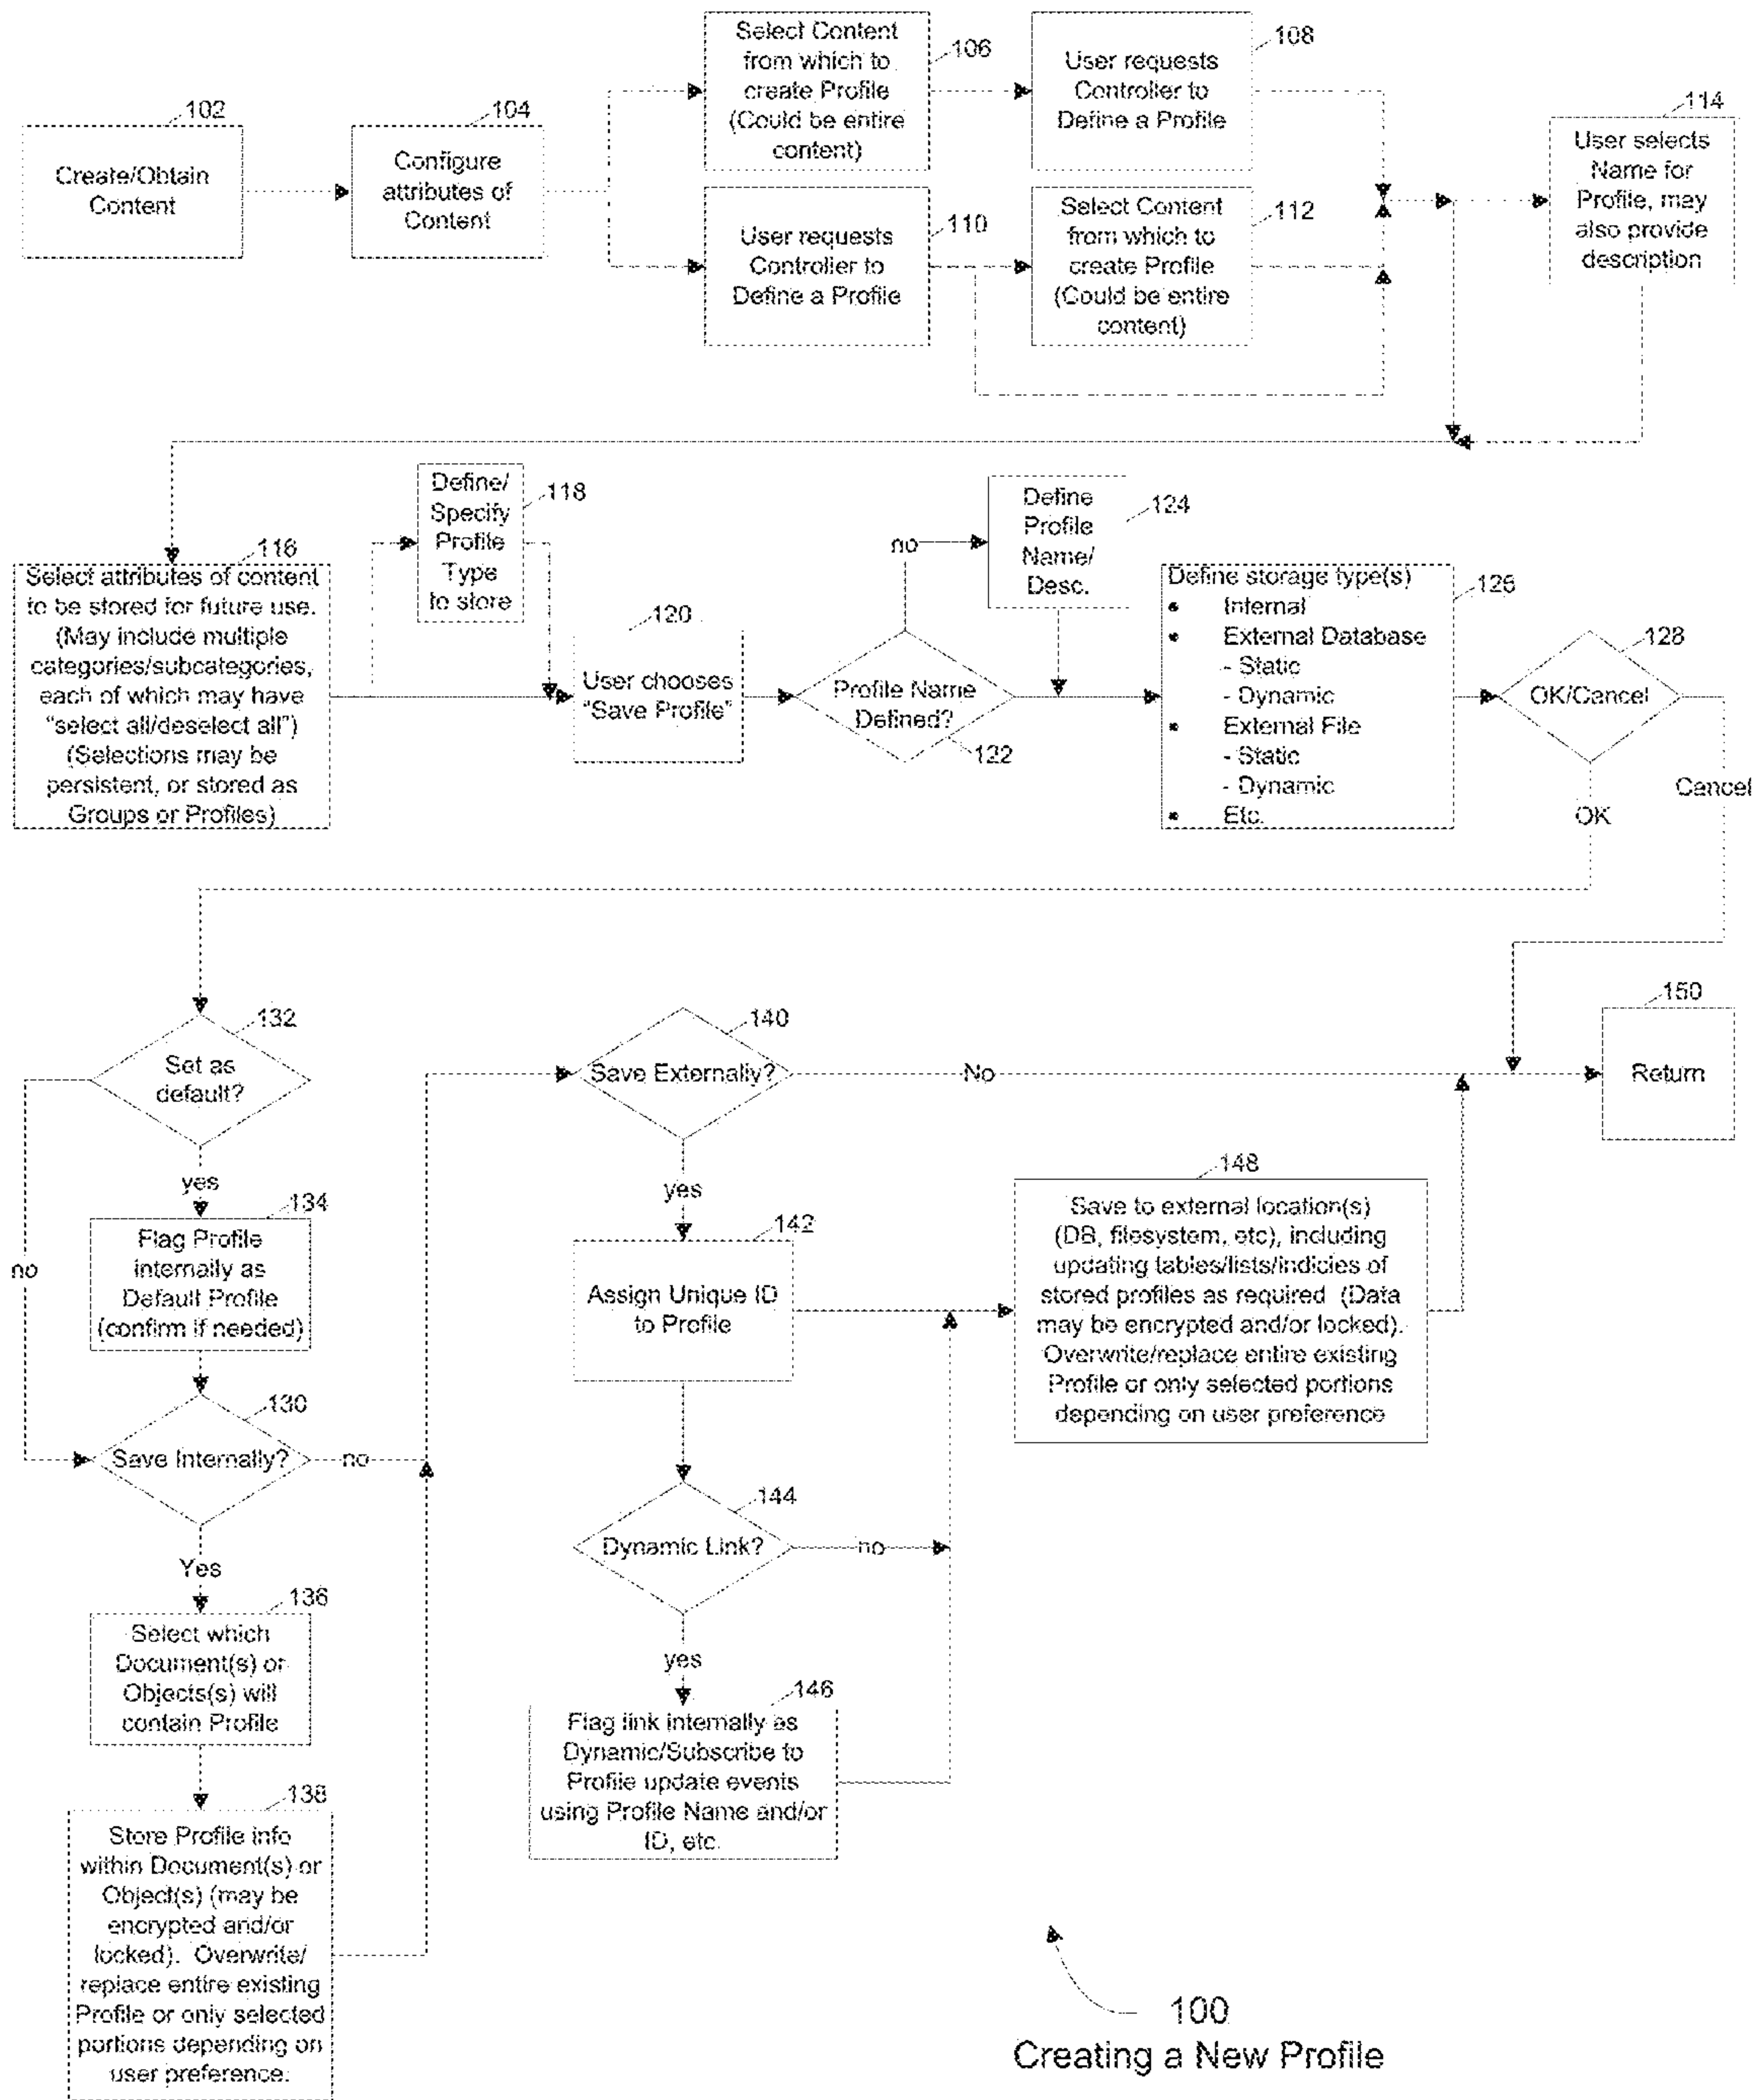 102
Create/Obtain
Content
104
Configure
attributes of
Content
106
Select Content
from which to
create Profile
(Could be entire
content)
108
User requests
Controller to
Define a Profile
110
User requests
Controller to
Define a Profile
112
Select Content
from which to
create Profile
(Could be entire
content)
114
User selects
Name for
Profile, may
also provide
description
116
Select attributes of content
to be stored for future use.
(May include multiple
categories/subcategories,
each of which may have
“select all/deselect all”)
(Selections may be
persistent, or stored as
Groups or Profiles)
118
Define/
Specify
Profile
Type
to store
120
User chooses
“Save Profile”
122
Profile Name
Defined?
no
124
Define
Profile
Name/
Desc.
126
Define storage type(s)
• Internal
• External Database
- Static
- Dynamic
• External File
- Static
- Dynamic
• Etc.
128
OK/Cancel
Cancel
OK
132
Set as
default?
yes
no
134
Flag Profile
internally as
Default Profile
(confirm if needed)
130
Save Internally?
no
Yes
136
Select which
Document(s) or
Objects(s) will
contain Profile
138
Store Profile info
within Document(s) or
Object(s) (may be
encrypted and/or
locked). Overwrite/
replace entire existing
Profile or only selected
portions depending on
user preference.
140
Save Externally?
No
yes
142
Assign Unique ID
to Profile
144
Dynamic Link?
no
yes
146
Flag link internally as
Dynamic/Subscribe to
Profile update events
using Profile Name and/or
ID, etc.
148
Save to external location(s)
(DB, filesystem, etc), including
updating tables/lists/indicies of
stored profiles as required (Data
may be encrypted and/or locked).
Overwrite/replace entire existing
Profile or only selected portions
depending on user preference
150
Return
100
Creating a New Profile